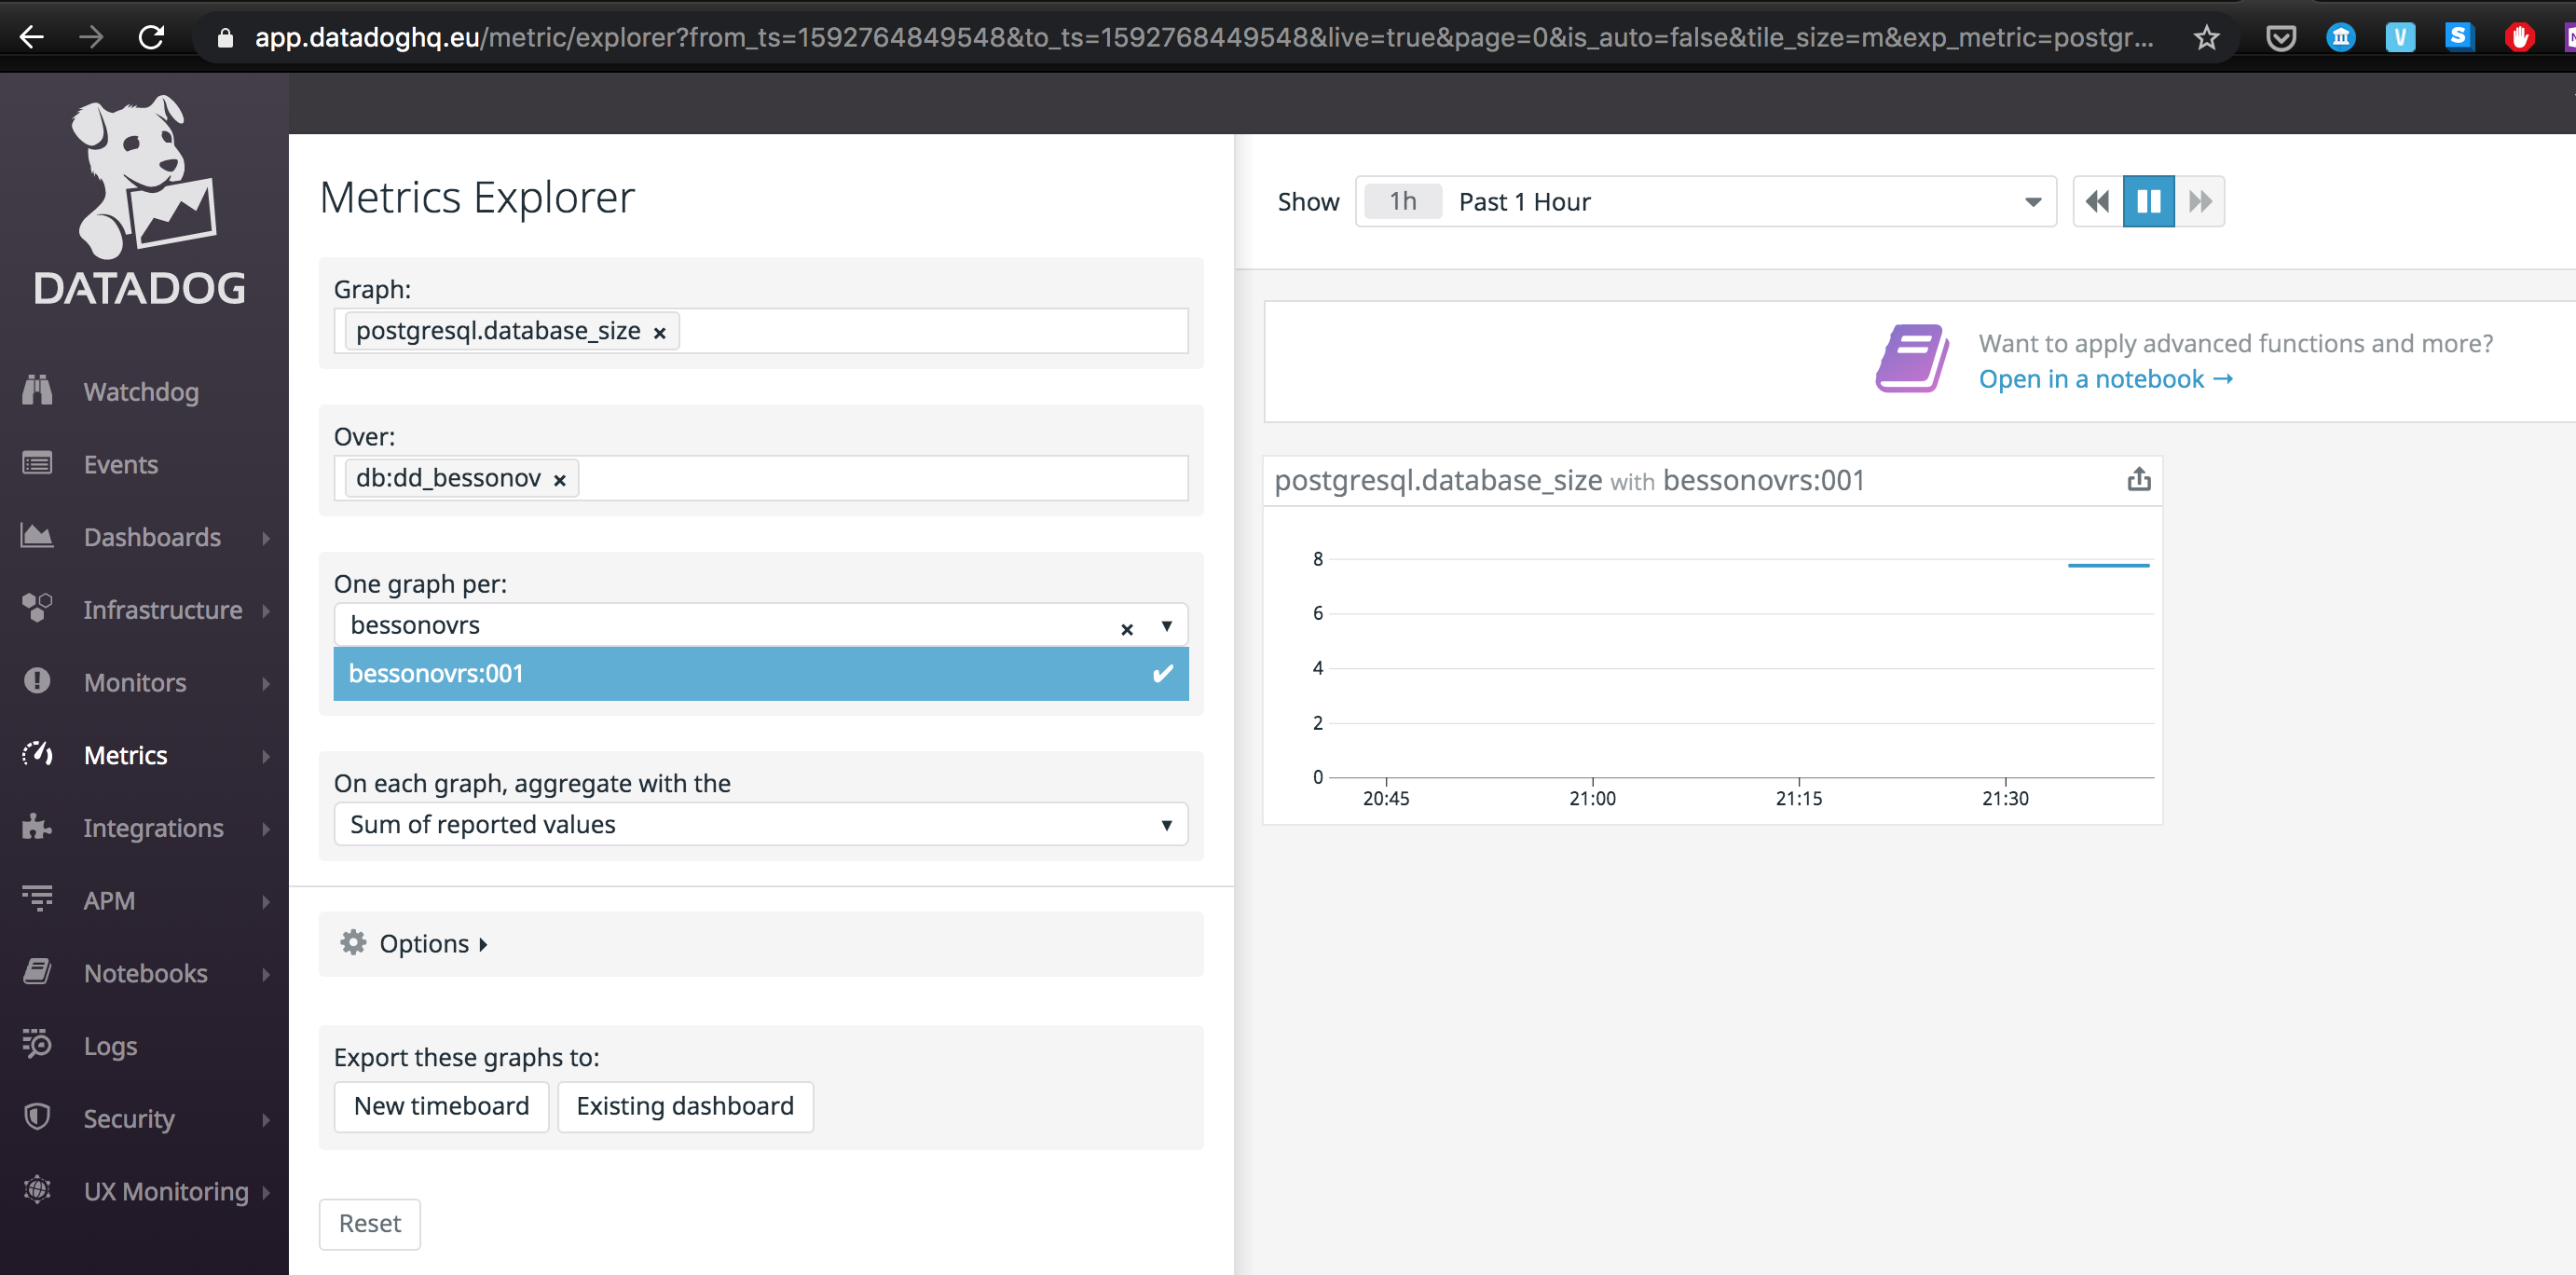 app.datadoghq.eu/metric/explorer?from_ts=1592764849548&to_ts=1592768449548&live=true&page=0&is_auto=false&tile_size=m&exp_metric=postgr...
V
S
DATADOG
Watchdog
Events
Dashboards
Infrastructure
Monitors
Metrics
Integrations
APM
Notebooks
Logs
Security
UX Monitoring
Metrics Explorer
Graph:
postgresql.database_size ×
Over:
db:dd_bessonov ×
One graph per:
bessonovrs ×
bessonovrs:001
On each graph, aggregate with the
Sum of reported values
Options
Export these graphs to:
New timeboard
Existing dashboard
Reset
Show 1h Past 1 Hour
Want to apply advanced functions and more?
Open in a notebook →
postgresql.database_size with bessonovrs:001
8
6
4
2
0
20:45 21:00 21:15 21:30